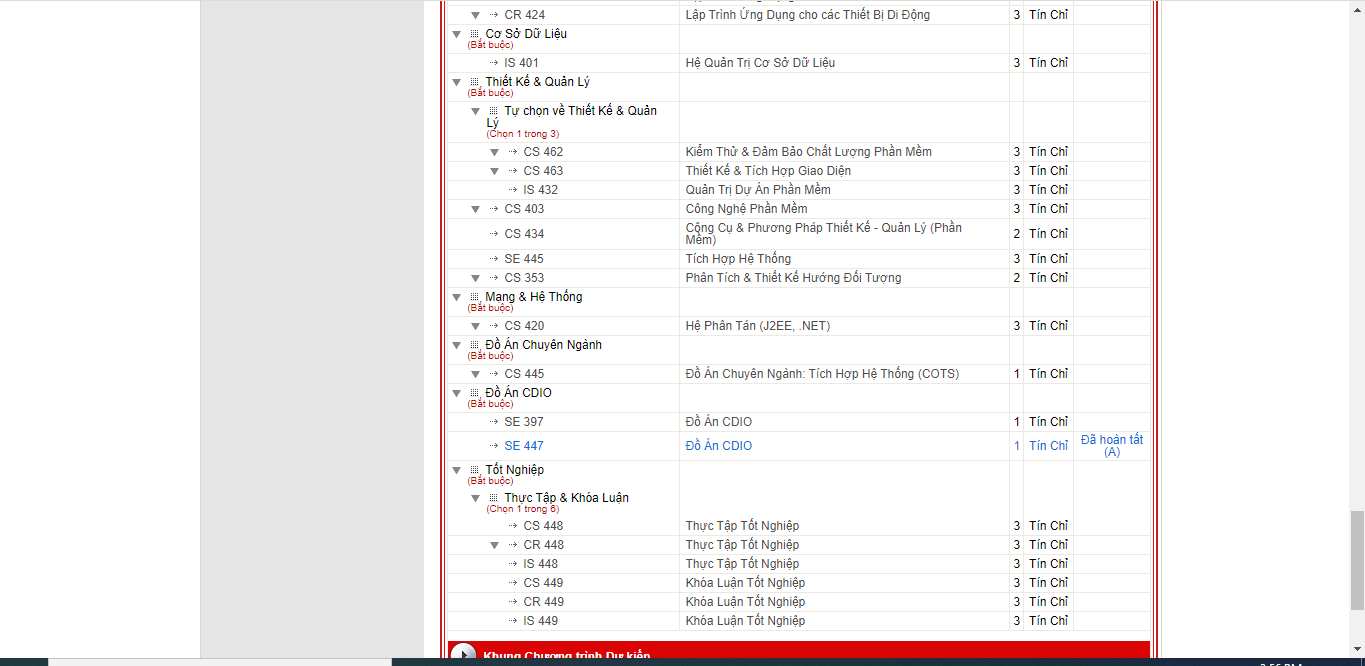 CR 424 Lập Trình Ứng Dụng cho các Thiết Bị Di Động 3 Tín Chỉ
Cơ Sở Dữ Liệu
(Bắt buộc)
IS 401 Hệ Quản Trị Cơ Sở Dữ Liệu 3 Tín Chỉ
Thiết Kế & Quản Lý
(Bắt buộc)
Tự chọn về Thiết Kế & Quản
Lý
(Chọn 1 trong 3)
CS 462 Kiểm Thử & Đảm Bảo Chất Lượng Phần Mềm 3 Tín Chỉ
CS 463 Thiết Kế & Tích Hợp Giao Diện 3 Tín Chỉ
IS 432 Quản Trị Dự Án Phần Mềm 3 Tín Chỉ
CS 403 Công Nghệ Phần Mềm 3 Tín Chỉ
CS 434 Công Cụ & Phương Pháp Thiết Kế - Quản Lý (Phần
Mềm) 2 Tín Chỉ
SE 445 Tích Hợp Hệ Thống 3 Tín Chỉ
CS 353 Phân Tích & Thiết Kế Hướng Đối Tượng 2 Tín Chỉ
Mạng & Hệ Thống
(Bắt buộc)
CS 420 Hệ Phân Tán (J2EE, .NET) 3 Tín Chỉ
Đồ Án Chuyên Ngành
(Bắt buộc)
CS 445 Đồ Án Chuyên Ngành: Tích Hợp Hệ Thống (COTS) 1 Tín Chỉ
Đồ Án CDIO
(Bắt buộc)
SE 397 Đồ Án CDIO 1 Tín Chỉ
SE 447 Đồ Án CDIO 1 Tín Chỉ Đã hoàn tất
(A)
Tốt Nghiệp
(Bắt buộc)
Thực Tập & Khóa Luận
(Chọn 1 trong 6)
CS 448 Thực Tập Tốt Nghiệp 3 Tín Chỉ
CR 448 Thực Tập Tốt Nghiệp 3 Tín Chỉ
IS 448 Thực Tập Tốt Nghiệp 3 Tín Chỉ
CS 449 Khóa Luận Tốt Nghiệp 3 Tín Chỉ
CR 449 Khóa Luận Tốt Nghiệp 3 Tín Chỉ
IS 449 Khóa Luận Tốt Nghiệp 3 Tín Chỉ
Khung Chương trình Dự kiến